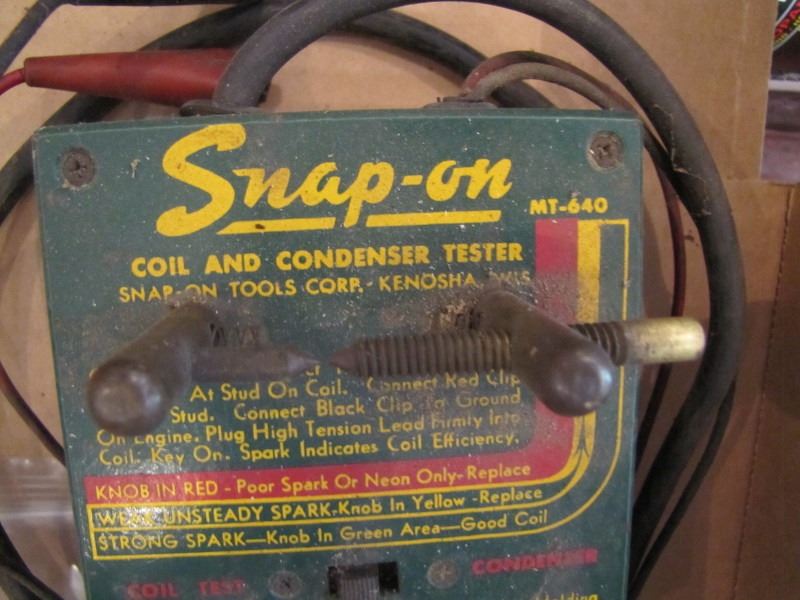 Snap-on
MT-640
COIL AND CONDENSER TESTER
SNAP-ON TOOLS CORP. - KENOSHA, WIS.
At Stud On Coil. Connect Red Clip
Stud. Connect Black Clip To Ground
On Engine. Plug High Tension Lead Firmly Into
Coil. Key On. Spark Indicates Coil Efficiency.
KNOB IN RED - Poor Spark Or Neon Only-Replace
WEAK UNSTEADY SPARK-Knob In Yellow -Replace
STRONG SPARK-Knob In Green Area-Good Coil
COIL TEST
CONDENSER